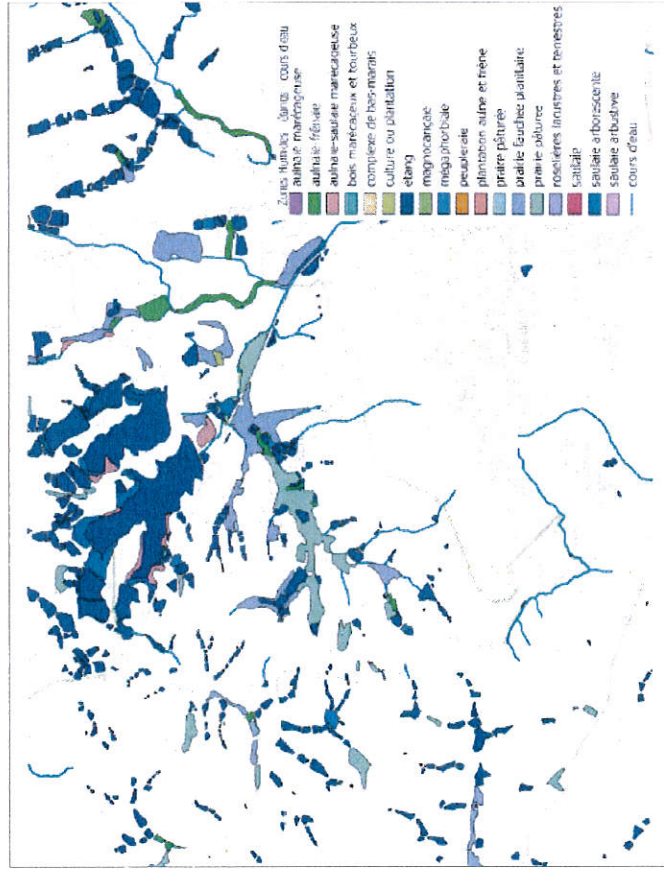 Zones Humides étangs cours d'eau
aulnaie marécageuse
aulnaie-frênaie
aulnaie-saulaie marécageuse
bois marécageux et tourbeux
complexe de bas-marais
culture ou plantation
étang
magnocariçaie
mégaphorbiaie
peupleraie
plantation aulne et frêne
praire pâturée
prairie fauchée planitiaire
prairie pâturée
roselières lacustres et terrestres
saulaie
saulaie arborescente
saulaie arbustive
cours d'eau